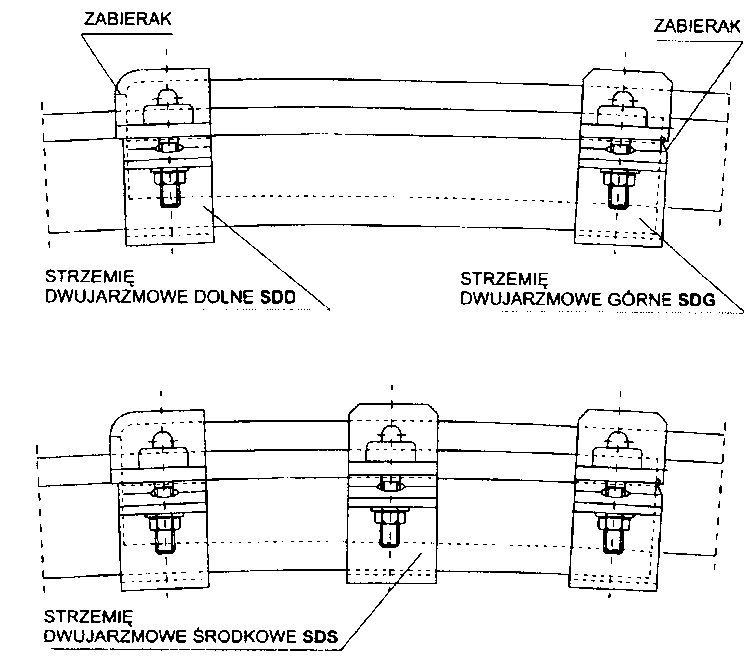 ZABIERAK
ZABIERAK
STRZEMIĘ
DWUJARZMOWE DOLNE SDD
STRZEMIĘ
DWUJARZMOWE GÓRNE SDG
STRZEMIĘ
DWUJARZMOWE ŚRODKOWE SDS